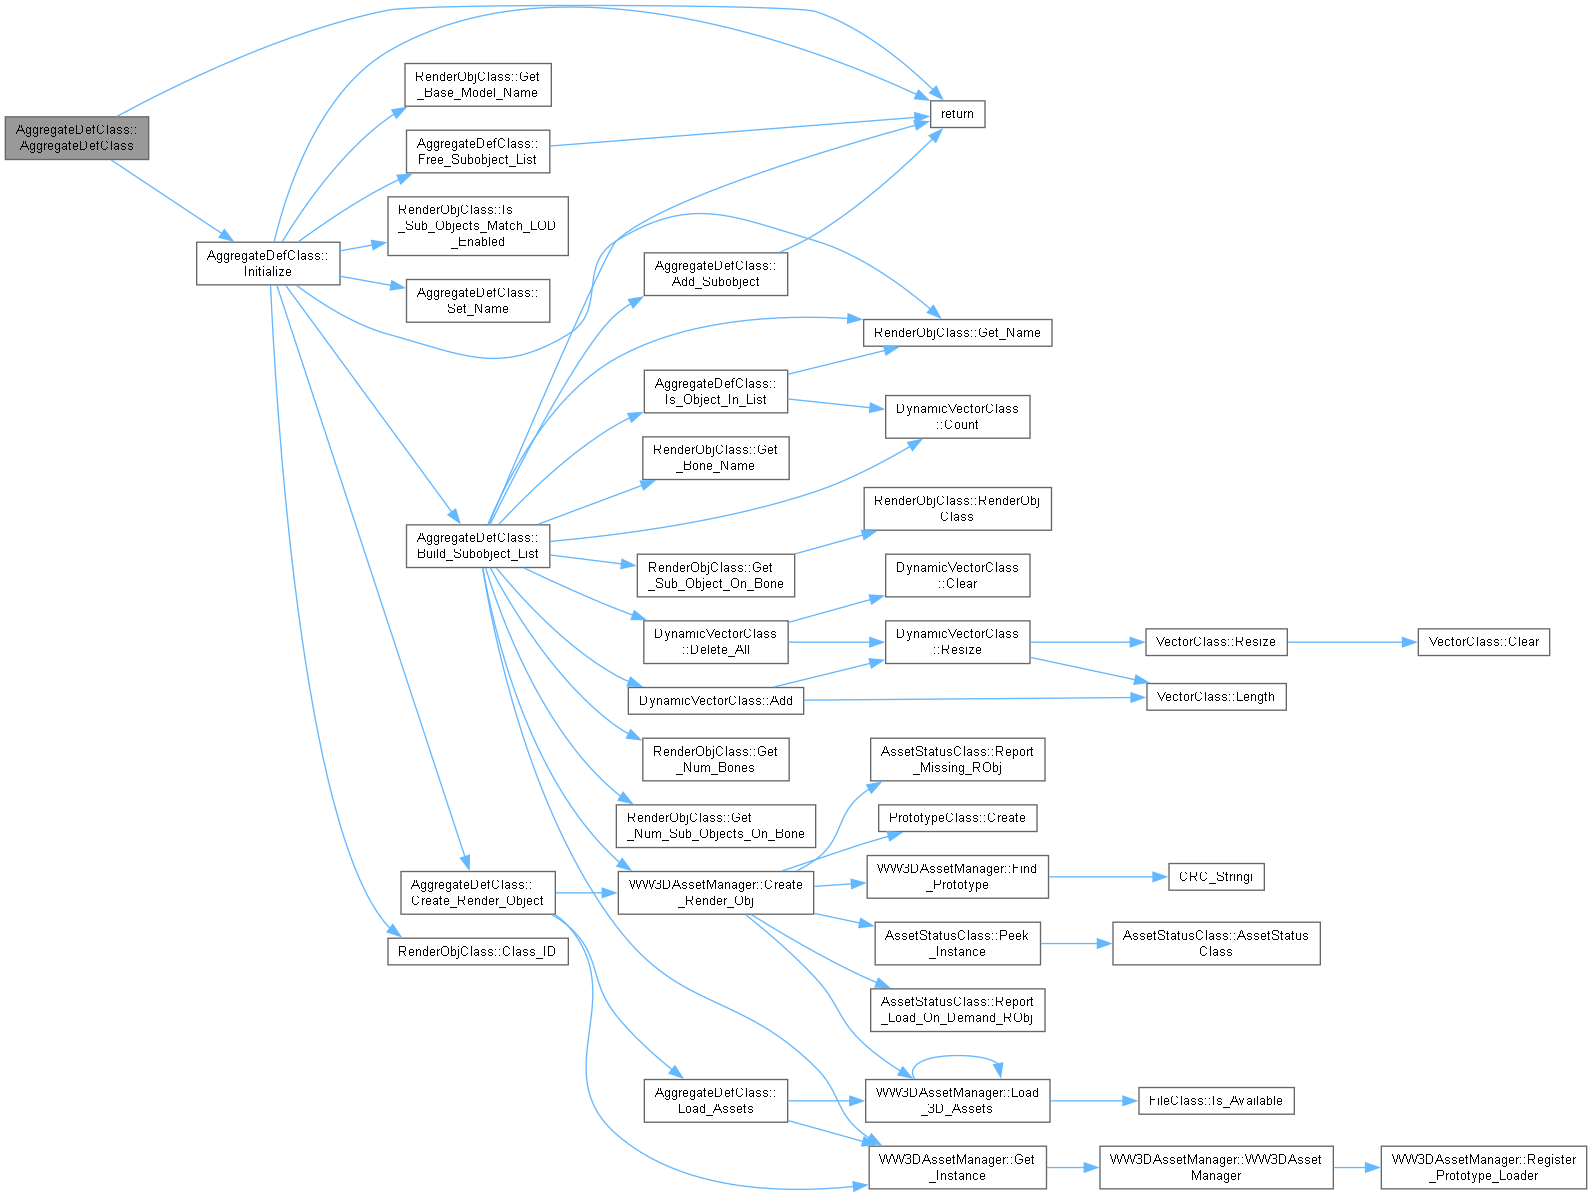 AggregateDefClass::
AggregateDefClass
AggregateDefClass::
Initialize
RenderObjClass::Get
_Base_Model_Name
AggregateDefClass::
Free_Subobject_List
RenderObjClass::Is
_Sub_Objects_Match_LOD
_Enabled
AggregateDefClass::
Set_Name
AggregateDefClass::
Build_Subobject_List
AggregateDefClass::
Create_Render_Object
RenderObjClass::Class_ID
return
AggregateDefClass::
Add_Subobject
RenderObjClass::Get_Name
AggregateDefClass::
Is_Object_In_List
DynamicVectorClass
::Count
RenderObjClass::Get
_Bone_Name
RenderObjClass::RenderObj
Class
RenderObjClass::Get
_Sub_Object_On_Bone
DynamicVectorClass
::Clear
DynamicVectorClass
::Delete_All
DynamicVectorClass
::Resize
VectorClass::Resize
VectorClass::Clear
DynamicVectorClass::Add
VectorClass::Length
RenderObjClass::Get
_Num_Bones
AssetStatusClass::Report
_Missing_RObj
RenderObjClass::Get
_Num_Sub_Objects_On_Bone
PrototypeClass::Create
WW3DAssetManager::Create
_Render_Obj
WW3DAssetManager::Find
_Prototype
CRC_Stringi
AssetStatusClass::Peek
_Instance
AssetStatusClass::AssetStatus
Class
AssetStatusClass::Report
_Load_On_Demand_RObj
AggregateDefClass::
Load_Assets
WW3DAssetManager::Load
_3D_Assets
FileClass::Is_Available
WW3DAssetManager::Get
_Instance
WW3DAssetManager::WW3DAsset
Manager
WW3DAssetManager::Register
_Prototype_Loader